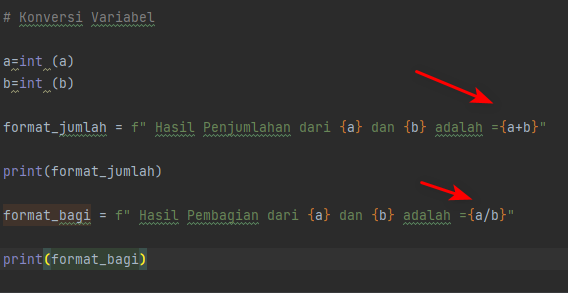 # Konversi Variabel
a=int (a)
b=int (b)
format_jumlah = f" Hasil Penjumlahan dari {a} dan {b} adalah ={a+b}"
print(format_jumlah)
format_bagi = f" Hasil Pembagian dari {a} dan {b} adalah ={a/b}"
print(format_bagi)